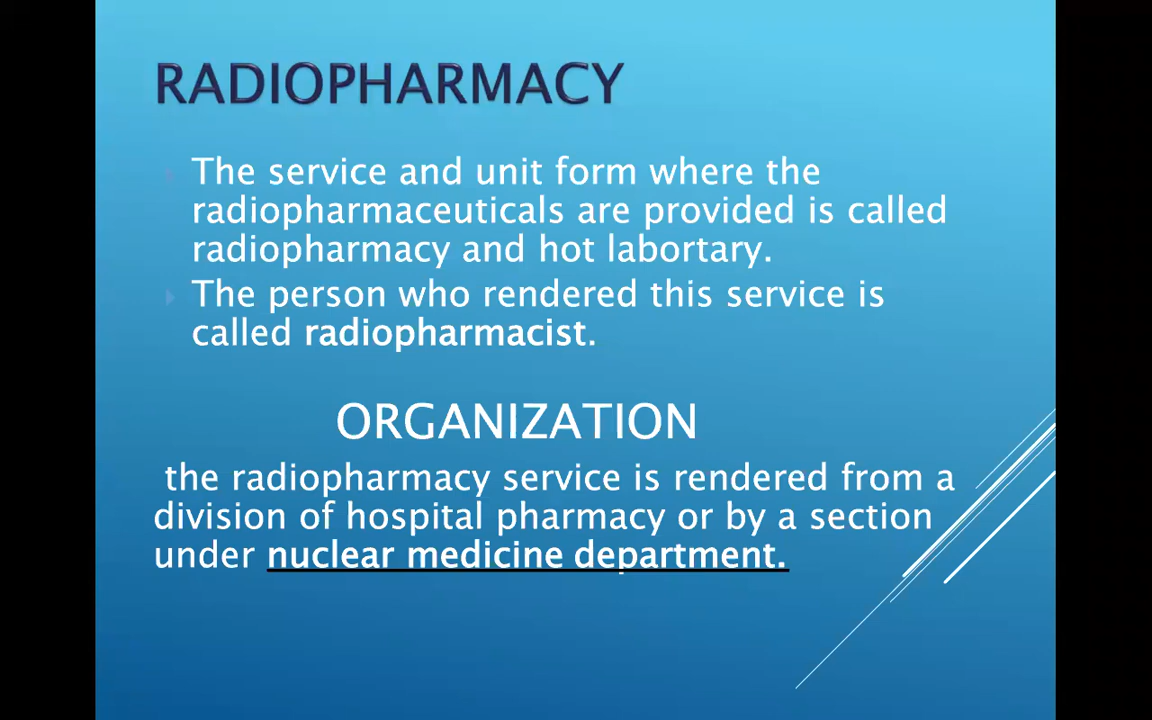 RADIOPHARMACY
The service and unit form where the
radiopharmaceuticals are provided is called
radiopharmacy and hot labortary.
The person who rendered this service is
called radiopharmacist.
ORGANIZATION
the radiopharmacy service is rendered from a
division of hospital pharmacy or by a section
under nuclear medicine department.